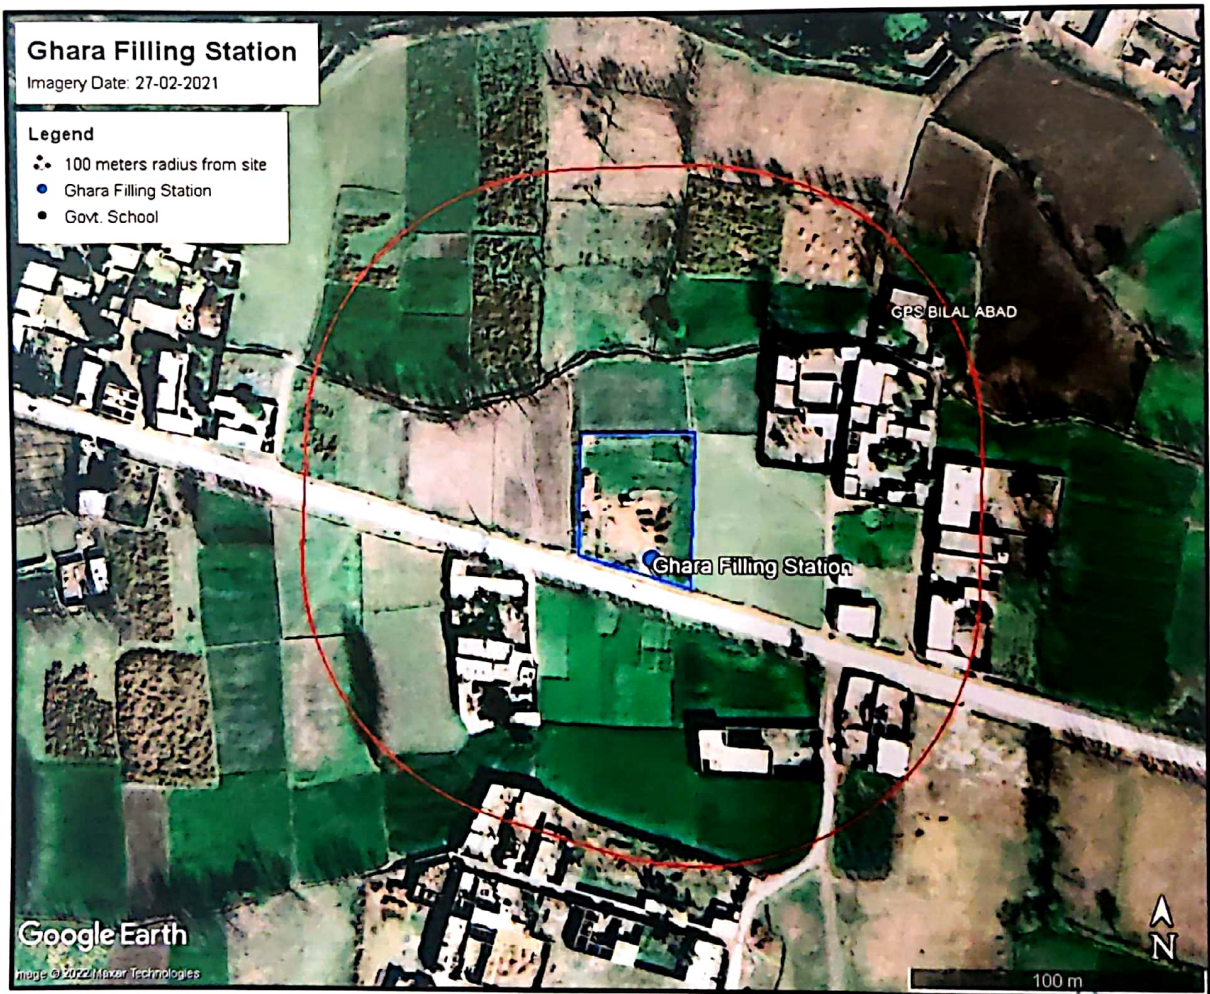 Ghara Filling Station
Imagery Date: 27-02-2021
Legend
100 meters radius from site
Ghara Filling Station
Govt. School
GPS BILAL ABAD
Ghara Filling Station
Google Earth
Image © 2022 Maxar Technologies
N
100 m